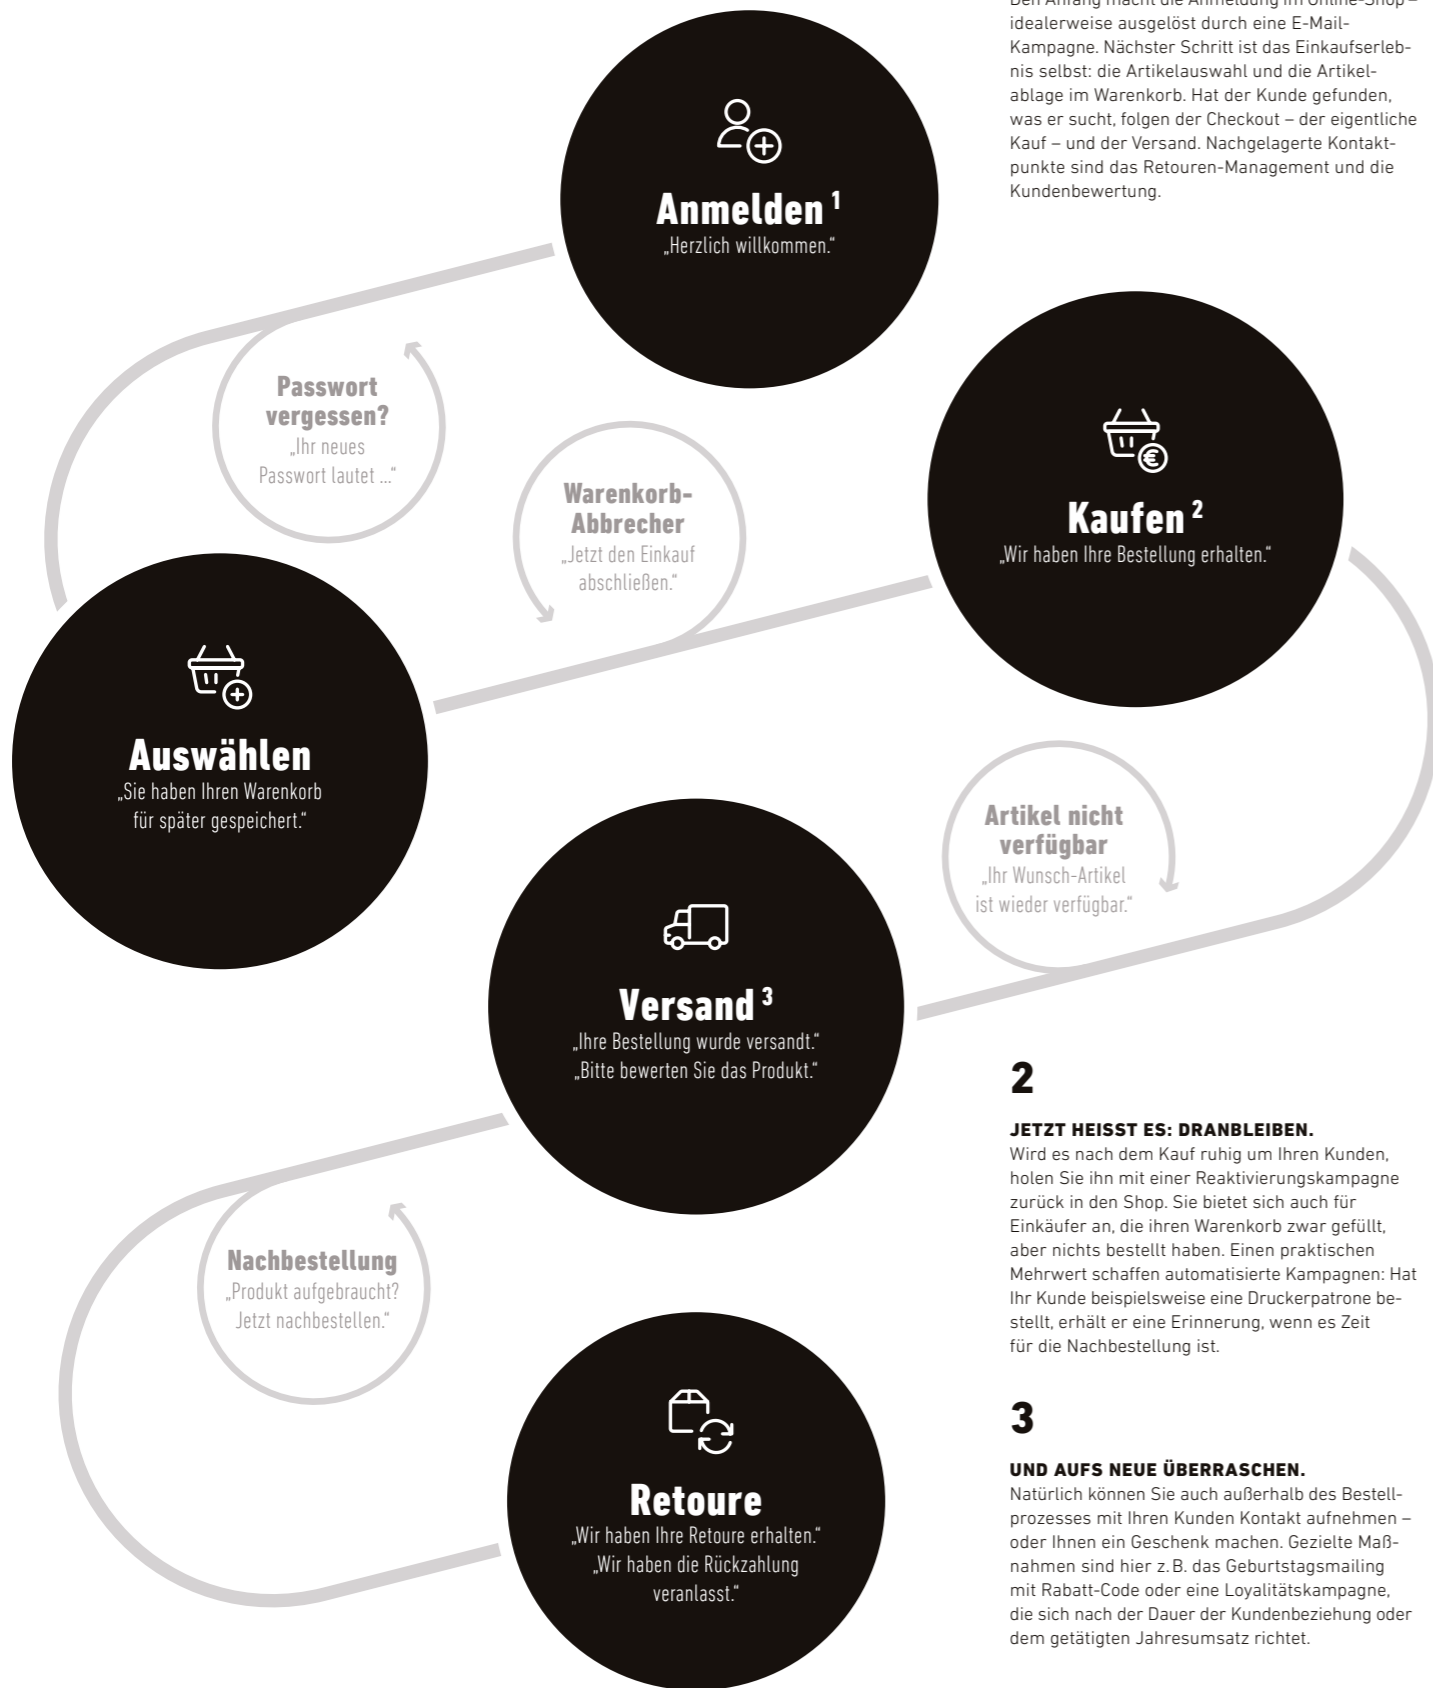 Den Anfang macht die Anmeldung im Online-Shop –
idealerweise ausgelöst durch eine E-Mail-
Kampagne. Nächster Schritt ist das Einkaufserleb-
nis selbst: die Artikelauswahl und die Artikel-
ablage im Warenkorb. Hat der Kunde gefunden,
was er sucht, folgen der Checkout – der eigentliche
Kauf – und der Versand. Nachgelagerte Kontakt-
punkte sind das Retouren-Management und die
Kundenbewertung.
Anmelden ¹
„Herzlich willkommen.“
Passwort
vergessen?
„Ihr neues
Passwort lautet ...“
Warenkorb-
Abbrecher
„Jetzt den Einkauf
abschließen.“
Kaufen ²
„Wir haben Ihre Bestellung erhalten.“
Auswählen
„Sie haben Ihren Warenkorb
für später gespeichert.“
Artikel nicht
verfügbar
„Ihr Wunsch-Artikel
ist wieder verfügbar.“
Versand ³
„Ihre Bestellung wurde versandt.“
„Bitte bewerten Sie das Produkt.“
Nachbestellung
„Produkt aufgebraucht?
Jetzt nachbestellen.“
Retoure
„Wir haben Ihre Retoure erhalten.“
„Wir haben die Rückzahlung
veranlasst.“
2
JETZT HEISST ES: DRANBLEIBEN.
Wird es nach dem Kauf ruhig um Ihren Kunden,
holen Sie ihn mit einer Reaktivierungskampagne
zurück in den Shop. Sie bietet sich auch für
Einkäufer an, die ihren Warenkorb zwar gefüllt,
aber nichts bestellt haben. Einen praktischen
Mehrwert schaffen automatisierte Kampagnen: Hat
Ihr Kunde beispielsweise eine Druckerpatrone be-
stellt, erhält er eine Erinnerung, wenn es Zeit
für die Nachbestellung ist.
3
UND AUFS NEUE ÜBERRASCHEN.
Natürlich können Sie auch außerhalb des Bestell-
prozesses mit Ihren Kunden Kontakt aufnehmen –
oder Ihnen ein Geschenk machen. Gezielte Maß-
nahmen sind hier z. B. das Geburtstagsmailing
mit Rabatt-Code oder eine Loyalitätskampagne,
die sich nach der Dauer der Kundenbeziehung oder
dem getätigten Jahresumsatz richtet.